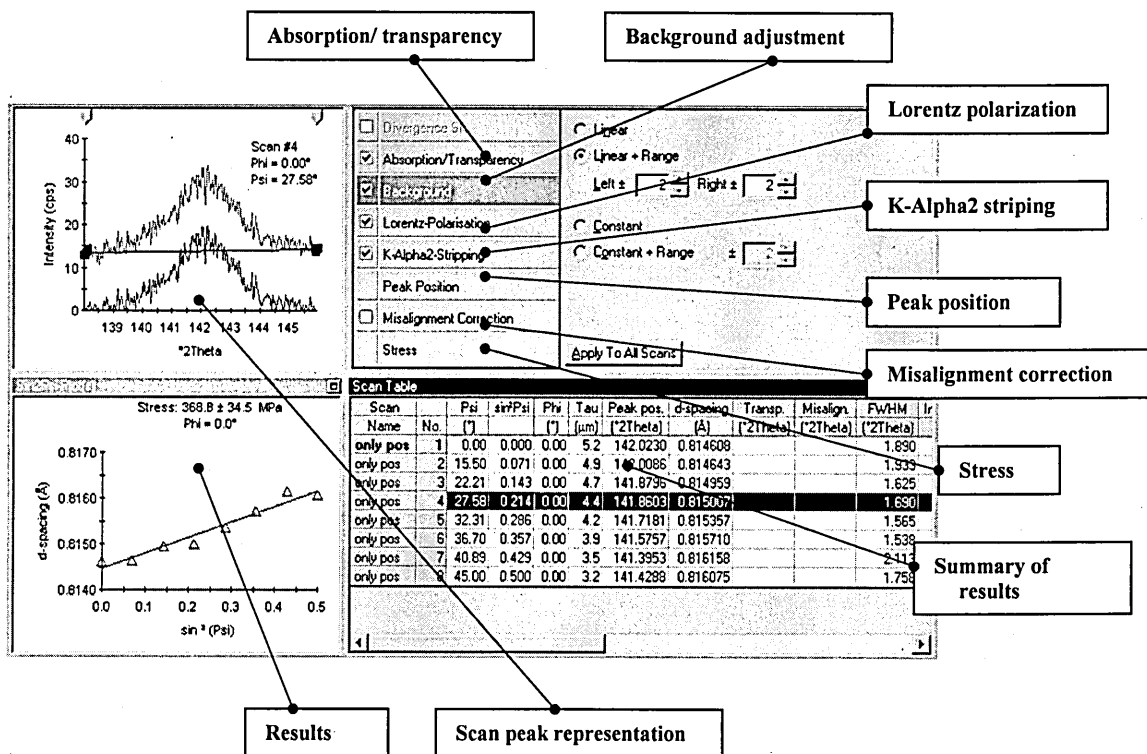 Absorption/ transparency
Background adjustment
Lorentz polarization
K-Alpha2 striping
Peak position
Misalignment correction
Stress
Summary of
results
Results
Scan peak representation
Intensity (cps)
40
30
20
10
0
Scan #4
Phi = 0.00°
Psi = 27.58°
139 140 141 142 143 144 145
°2Theta
Absorption/Transparency
Background
Lorentz-Polarisation
K-Alpha2-Stripping
Peak Position
Misalignment Correction
Stress
Linear
Linear + Range
Left ± 2 Right ± 2
Constant
Constant + Range ± 2
Apply To All Scans
Stress: 368.8 ± 34.5 MPa
Phi = 0.0°
d-spacing (Å)
0.8170
0.8160
0.8150
0.8140
0.0 0.1 0.2 0.3 0.4 0.5
sin² (Psi)
Scan Table
Scan Psi sin²Psi Phi Tau Peak pos. d-spacing Transp. Misalign. FWHM
Name No. (°) (°) (µm) (°2Theta) (Å) (°2Theta) (°2Theta) (°2Theta)
only pos 1 0.00 0.000 0.00 5.2 142.0230 0.814608 1.890
only pos 2 15.50 0.071 0.00 4.9 0086 0.814643 1.933
only pos 3 22.21 0.143 0.00 4.7 141.8796 0.814959 1.625
only pos 4 27.58 0.214 0.00 4.4 141.8603 0.815007 1.690
only pos 5 32.31 0.286 0.00 4.2 141.7181 0.815357 1.565
only pos 6 36.70 0.357 0.00 3.9 141.5757 0.815710 1.538
only pos 7 40.89 0.429 0.00 3.5 141.3953 0.816158 2.113
only pos 8 45.00 0.500 0.00 3.2 141.4288 0.816075 1.758